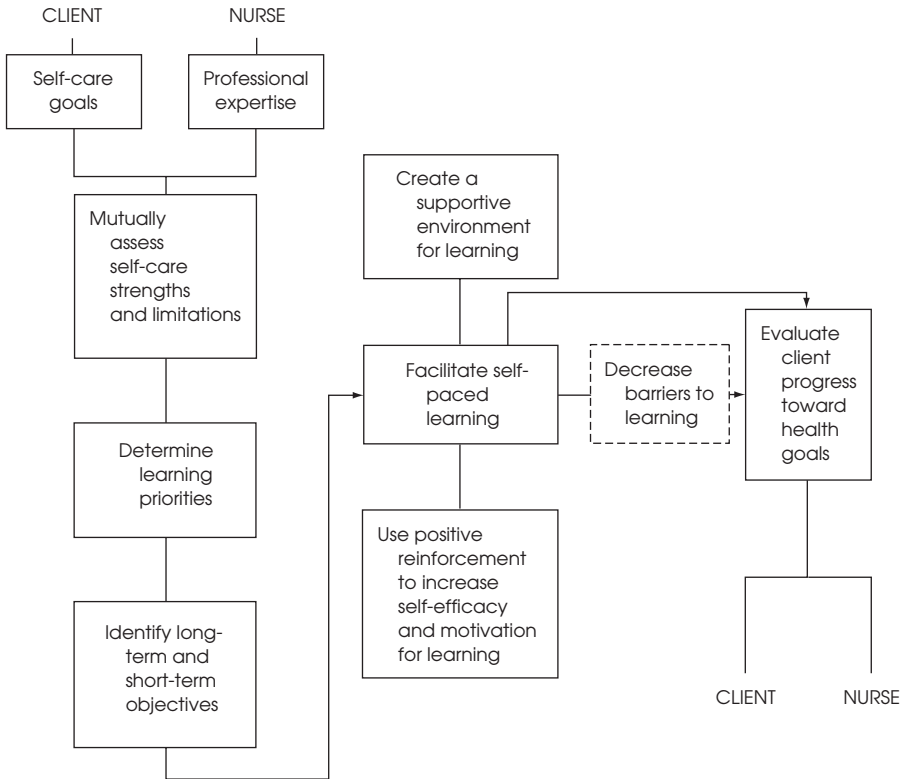 CLIENT
NURSE
Self-care
goals
Professional
expertise
Mutually
assess
self-care
strengths
and limitations
Determine
learning
priorities
Identify long-
term and
short-term
objectives
Create a
supportive
environment
for learning
Facilitate self-
paced
learning
Use positive
reinforcement
to increase
self-efficacy
and motivation
for learning
Decrease
barriers to
learning
Evaluate
client
progress
toward
health
goals
CLIENT
NURSE